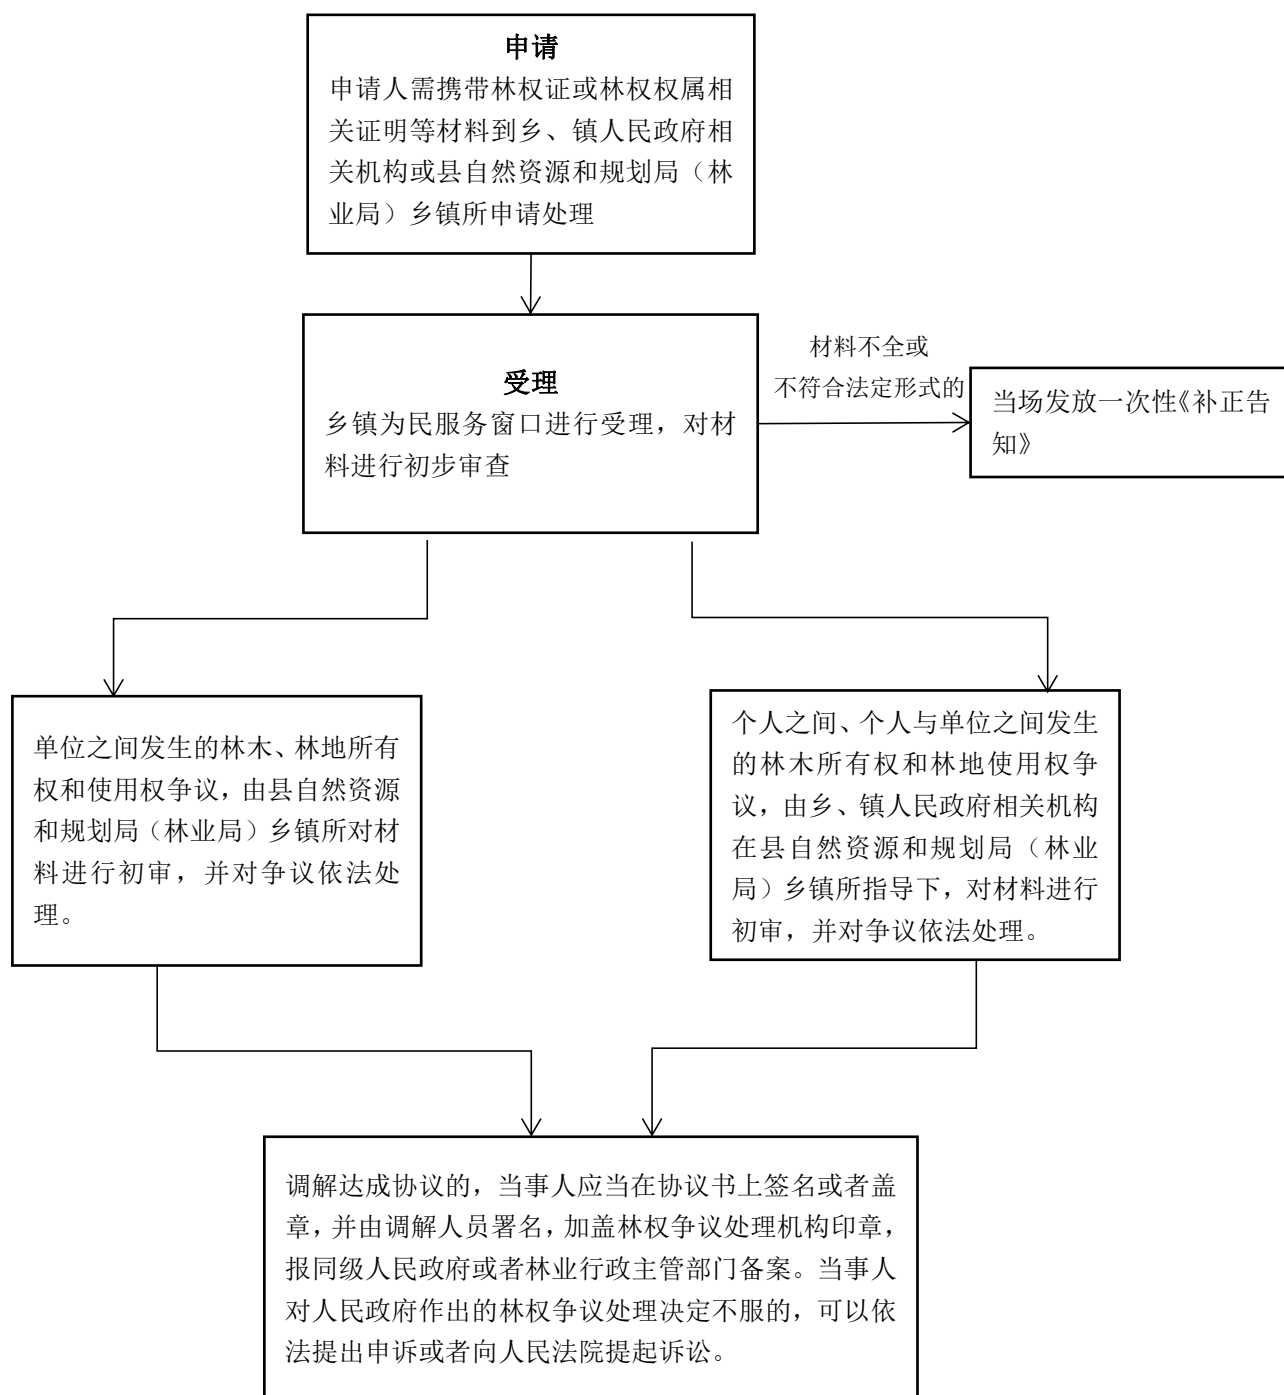 申请
申请人需携带林权证或林权权属相
关证明等材料到乡、镇人民政府相
关机构或县自然资源和规划局（林
业局）乡镇所申请处理
受理
乡镇为民服务窗口进行受理，对材
料进行初步审查
材料不全或
不符合法定形式的
当场发放一次性《补正告
知》
单位之间发生的林木、林地所有
权和使用权争议，由县自然资源
和规划局（林业局）乡镇所对材
料进行初审，并对争议依法处
理。
个人之间、个人与单位之间发生
的林木所有权和林地使用权争
议，由乡、镇人民政府相关机构
在县自然资源和规划局（林业
局）乡镇所指导下，对材料进行
初审，并对争议依法处理。
调解达成协议的，当事人应当在协议书上签名或者盖
章，并由调解人员署名，加盖林权争议处理机构印章，
报同级人民政府或者林业行政主管部门备案。当事人
对人民政府作出的林权争议处理决定不服的，可以依
法提出申诉或者向人民法院提起诉讼。